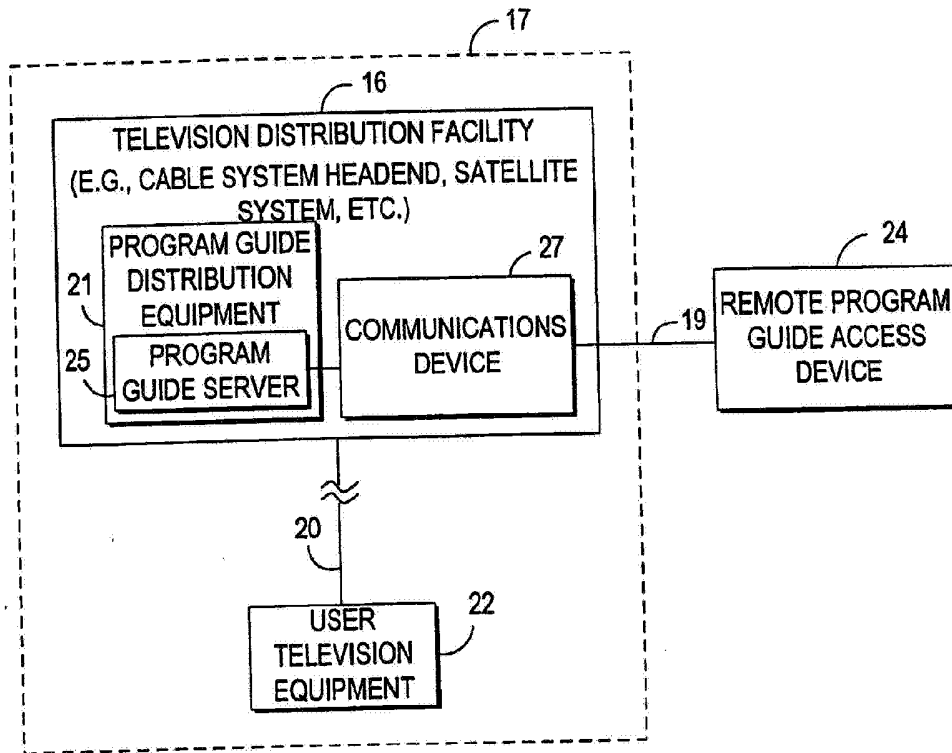 17
16
TELEVISION DISTRIBUTION FACILITY
(E.G., CABLE SYSTEM HEADEND, SATELLITE
SYSTEM, ETC.)
PROGRAM GUIDE
DISTRIBUTION
EQUIPMENT
21
25
PROGRAM
GUIDE SERVER
27
COMMUNICATIONS
DEVICE
19
24
REMOTE PROGRAM
GUIDE ACCESS
DEVICE
20
22
USER
TELEVISION
EQUIPMENT